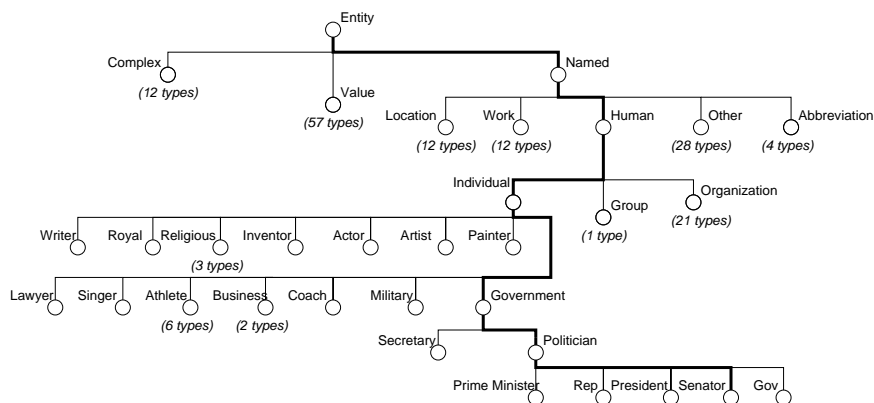 Entity
Complex
Named
(12 types)
Value
(57 types)
Location
Work
Human
Other
Abbreviation
(12 types)
(12 types)
(28 types)
(4 types)
Individual
Organization
Group
(21 types)
(1 type)
Writer
Royal
Religious
Inventor
Actor
Artist
Painter
(3 types)
Lawyer
Singer
Athlete
Business
Coach
Military
Government
(6 types)
(2 types)
Secretary
Politician
Prime Minister
Rep
President
Senator
Gov